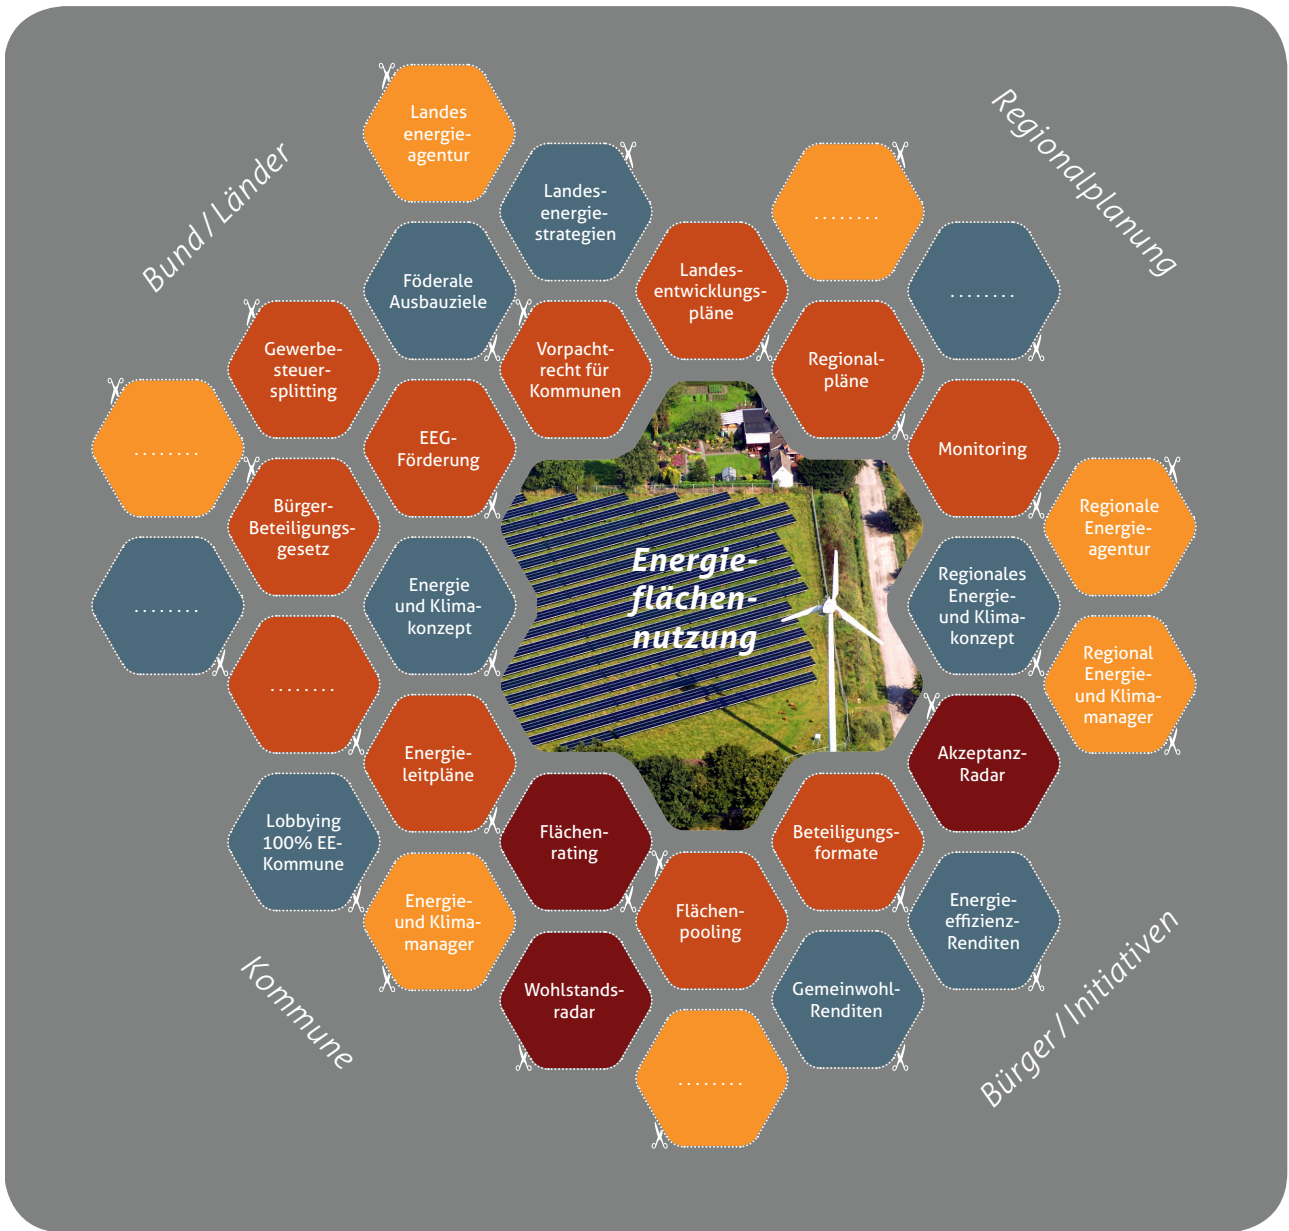 Bund / Länder
Regionalplanung
Landes
energie-
agentur
Landes-
energie-
strategien
. . . . . . . .
Föderale
Ausbauziele
Landes-
entwicklungs-
pläne
. . . . . . . .
Gewerbe-
steuer-
splitting
Vorpacht-
recht für
Kommunen
Regional-
pläne
. . . . . . . .
EEG-
Förderung
Monitoring
Bürger-
Beteiligungs-
gesetz
Regionale
Energie-
agentur
Energie-
flächen-
nutzung
. . . . . . . .
Energie
und Klima-
konzept
Regionales
Energie-
und Klima-
konzept
. . . . . . . .
Regional
Energie-
und Klima-
manager
Energie-
leitpläne
Akzeptanz-
Radar
Lobbying
100% EE-
Kommune
Flächen-
rating
Beteiligungs-
formate
Energie-
und Klima-
manager
Flächen-
pooling
Energie-
effizienz-
Renditen
Wohlstands-
radar
Gemeinwohl-
Renditen
. . . . . . . .
Kommune
Bürger / Initiativen